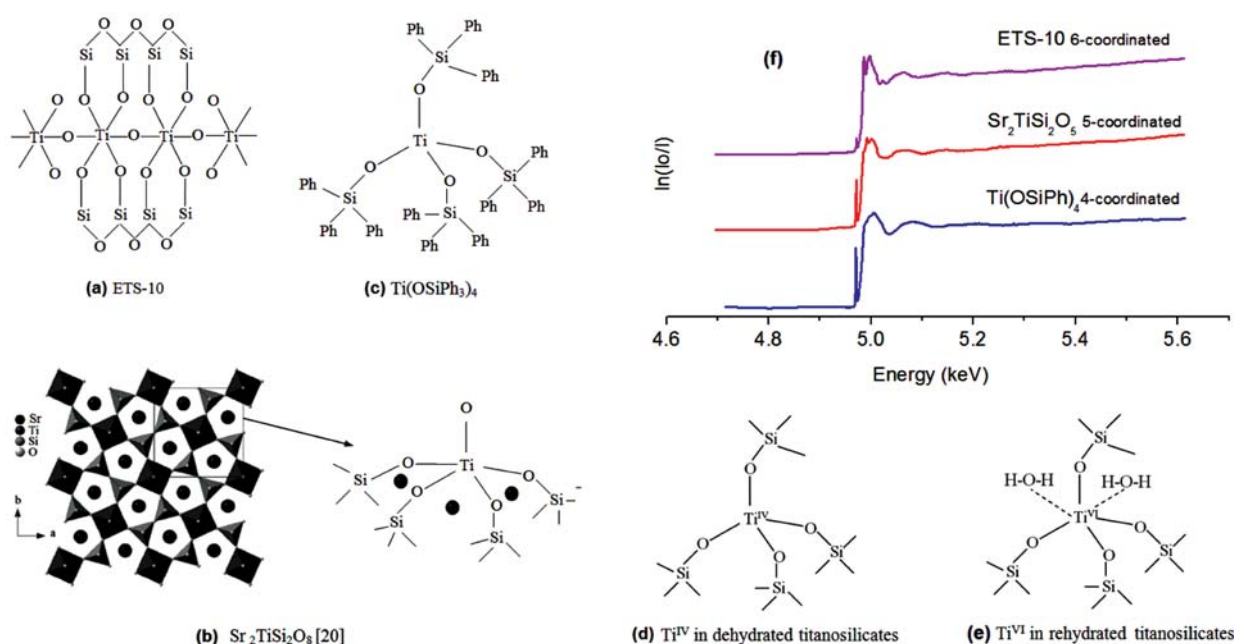 O O O
Si Si Si Si
O O O O
O O
Ti O Ti O Ti O Ti
O O
O O O O
Si Si Si Si
O O O
(a) ETS-10
Ph
Ph
Si
Ph
O
Ti
O
O
Ph
Ph
Si
O
Ph
Si
Ph
Ph
Ph
Si
Ph
Ph
Ph
Ph
(c) Ti(OSiPh3)4
(f)
ETS-10 6-coordinated
Sr2TiSi2O5 5-coordinated
Ti(OSiPh)4 4-coordinated
ln(Io/I)
4.6 4.8 5.0 5.2 5.4 5.6
Energy (keV)
Sr
Ti
Si
O
b
a
O
Ti
O O
Si O O Si
Si Si
(b) Sr2TiSi2O8 [20]
Si
O
TiIV
O O
O
Si Si
Si
(d) TiIV in dehydrated titanosilicates
Si
H-O-H O H-O-H
TiVI
O O
O
Si Si
Si
(e) TiVI in rehydrated titanosilicates